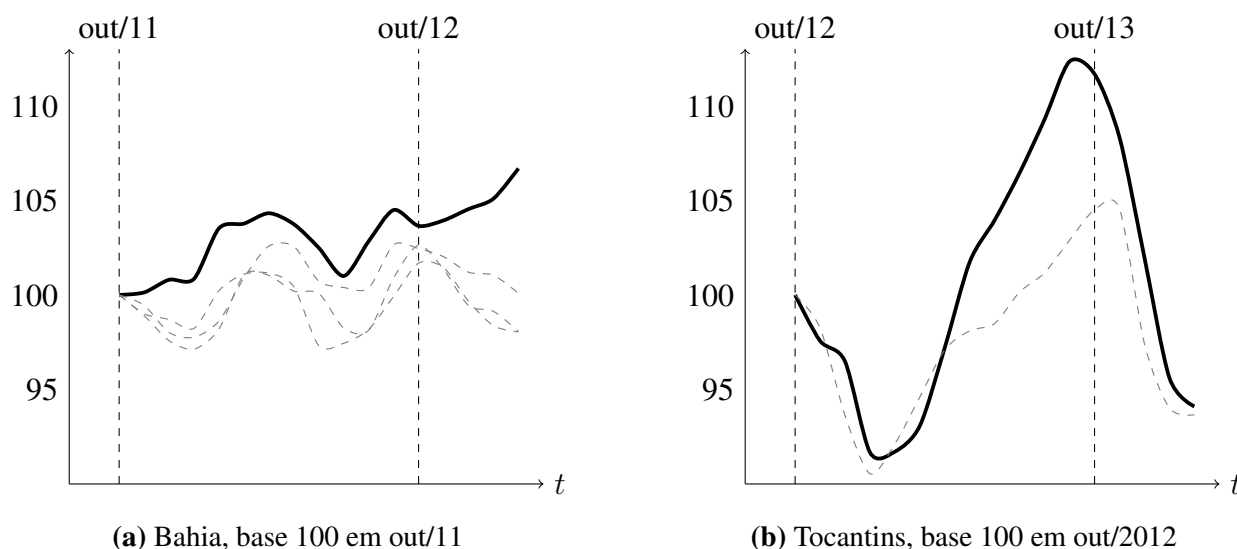 out/11 out/12
110
105
100
95
t
(a) Bahia, base 100 em out/11
out/12 out/13
110
105
100
95
t
(b) Tocantins, base 100 em out/2012